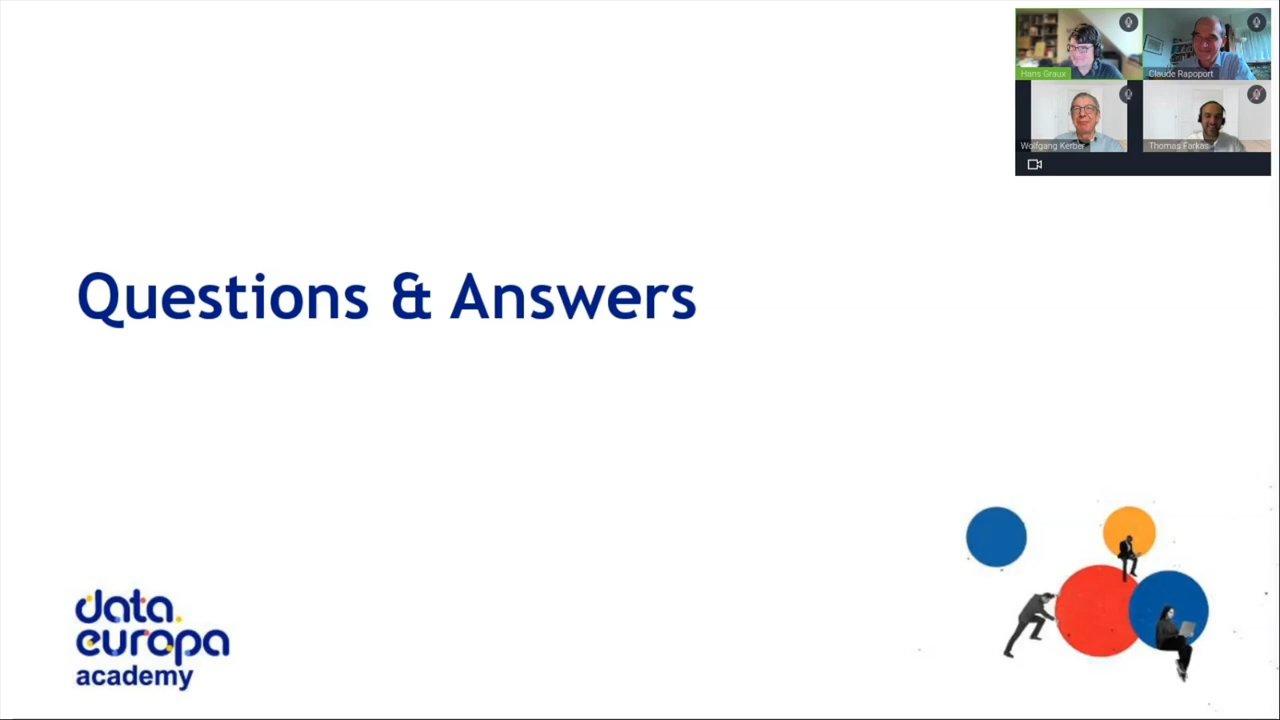 Hans Graux
Claude Rapoport
Wolfgang Kerber
Thomas Farkas
Questions & Answers
data.
europa
academy